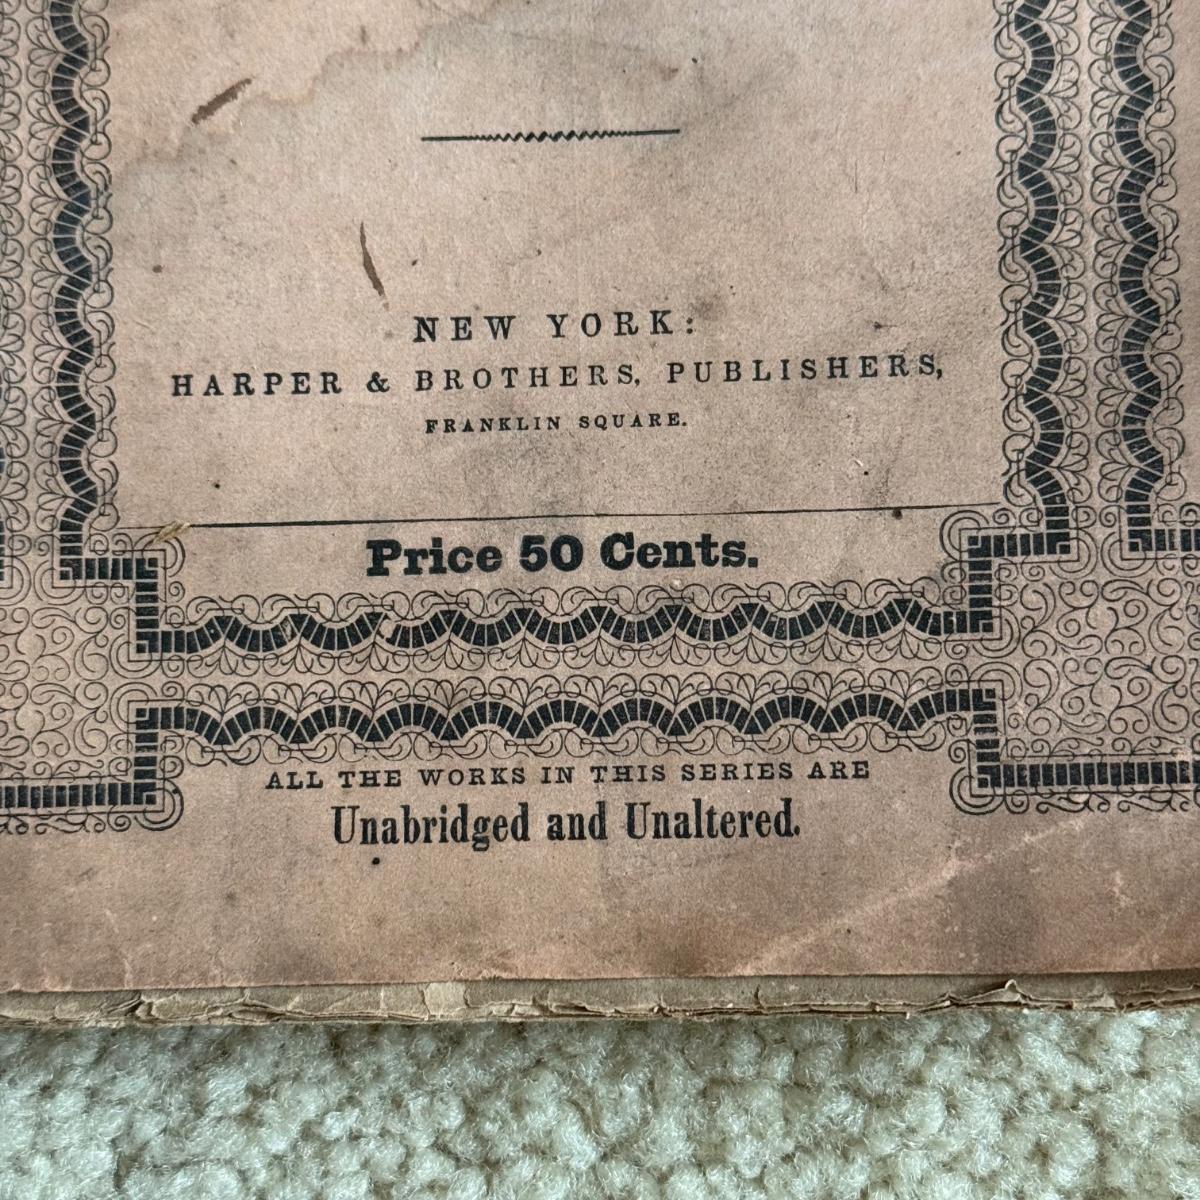 NEW YORK:
HARPER & BROTHERS, PUBLISHERS,
FRANKLIN SQUARE.
Price 50 Cents.
ALL THE WORKS IN THIS SERIES ARE
Unabridged and Unaltered.